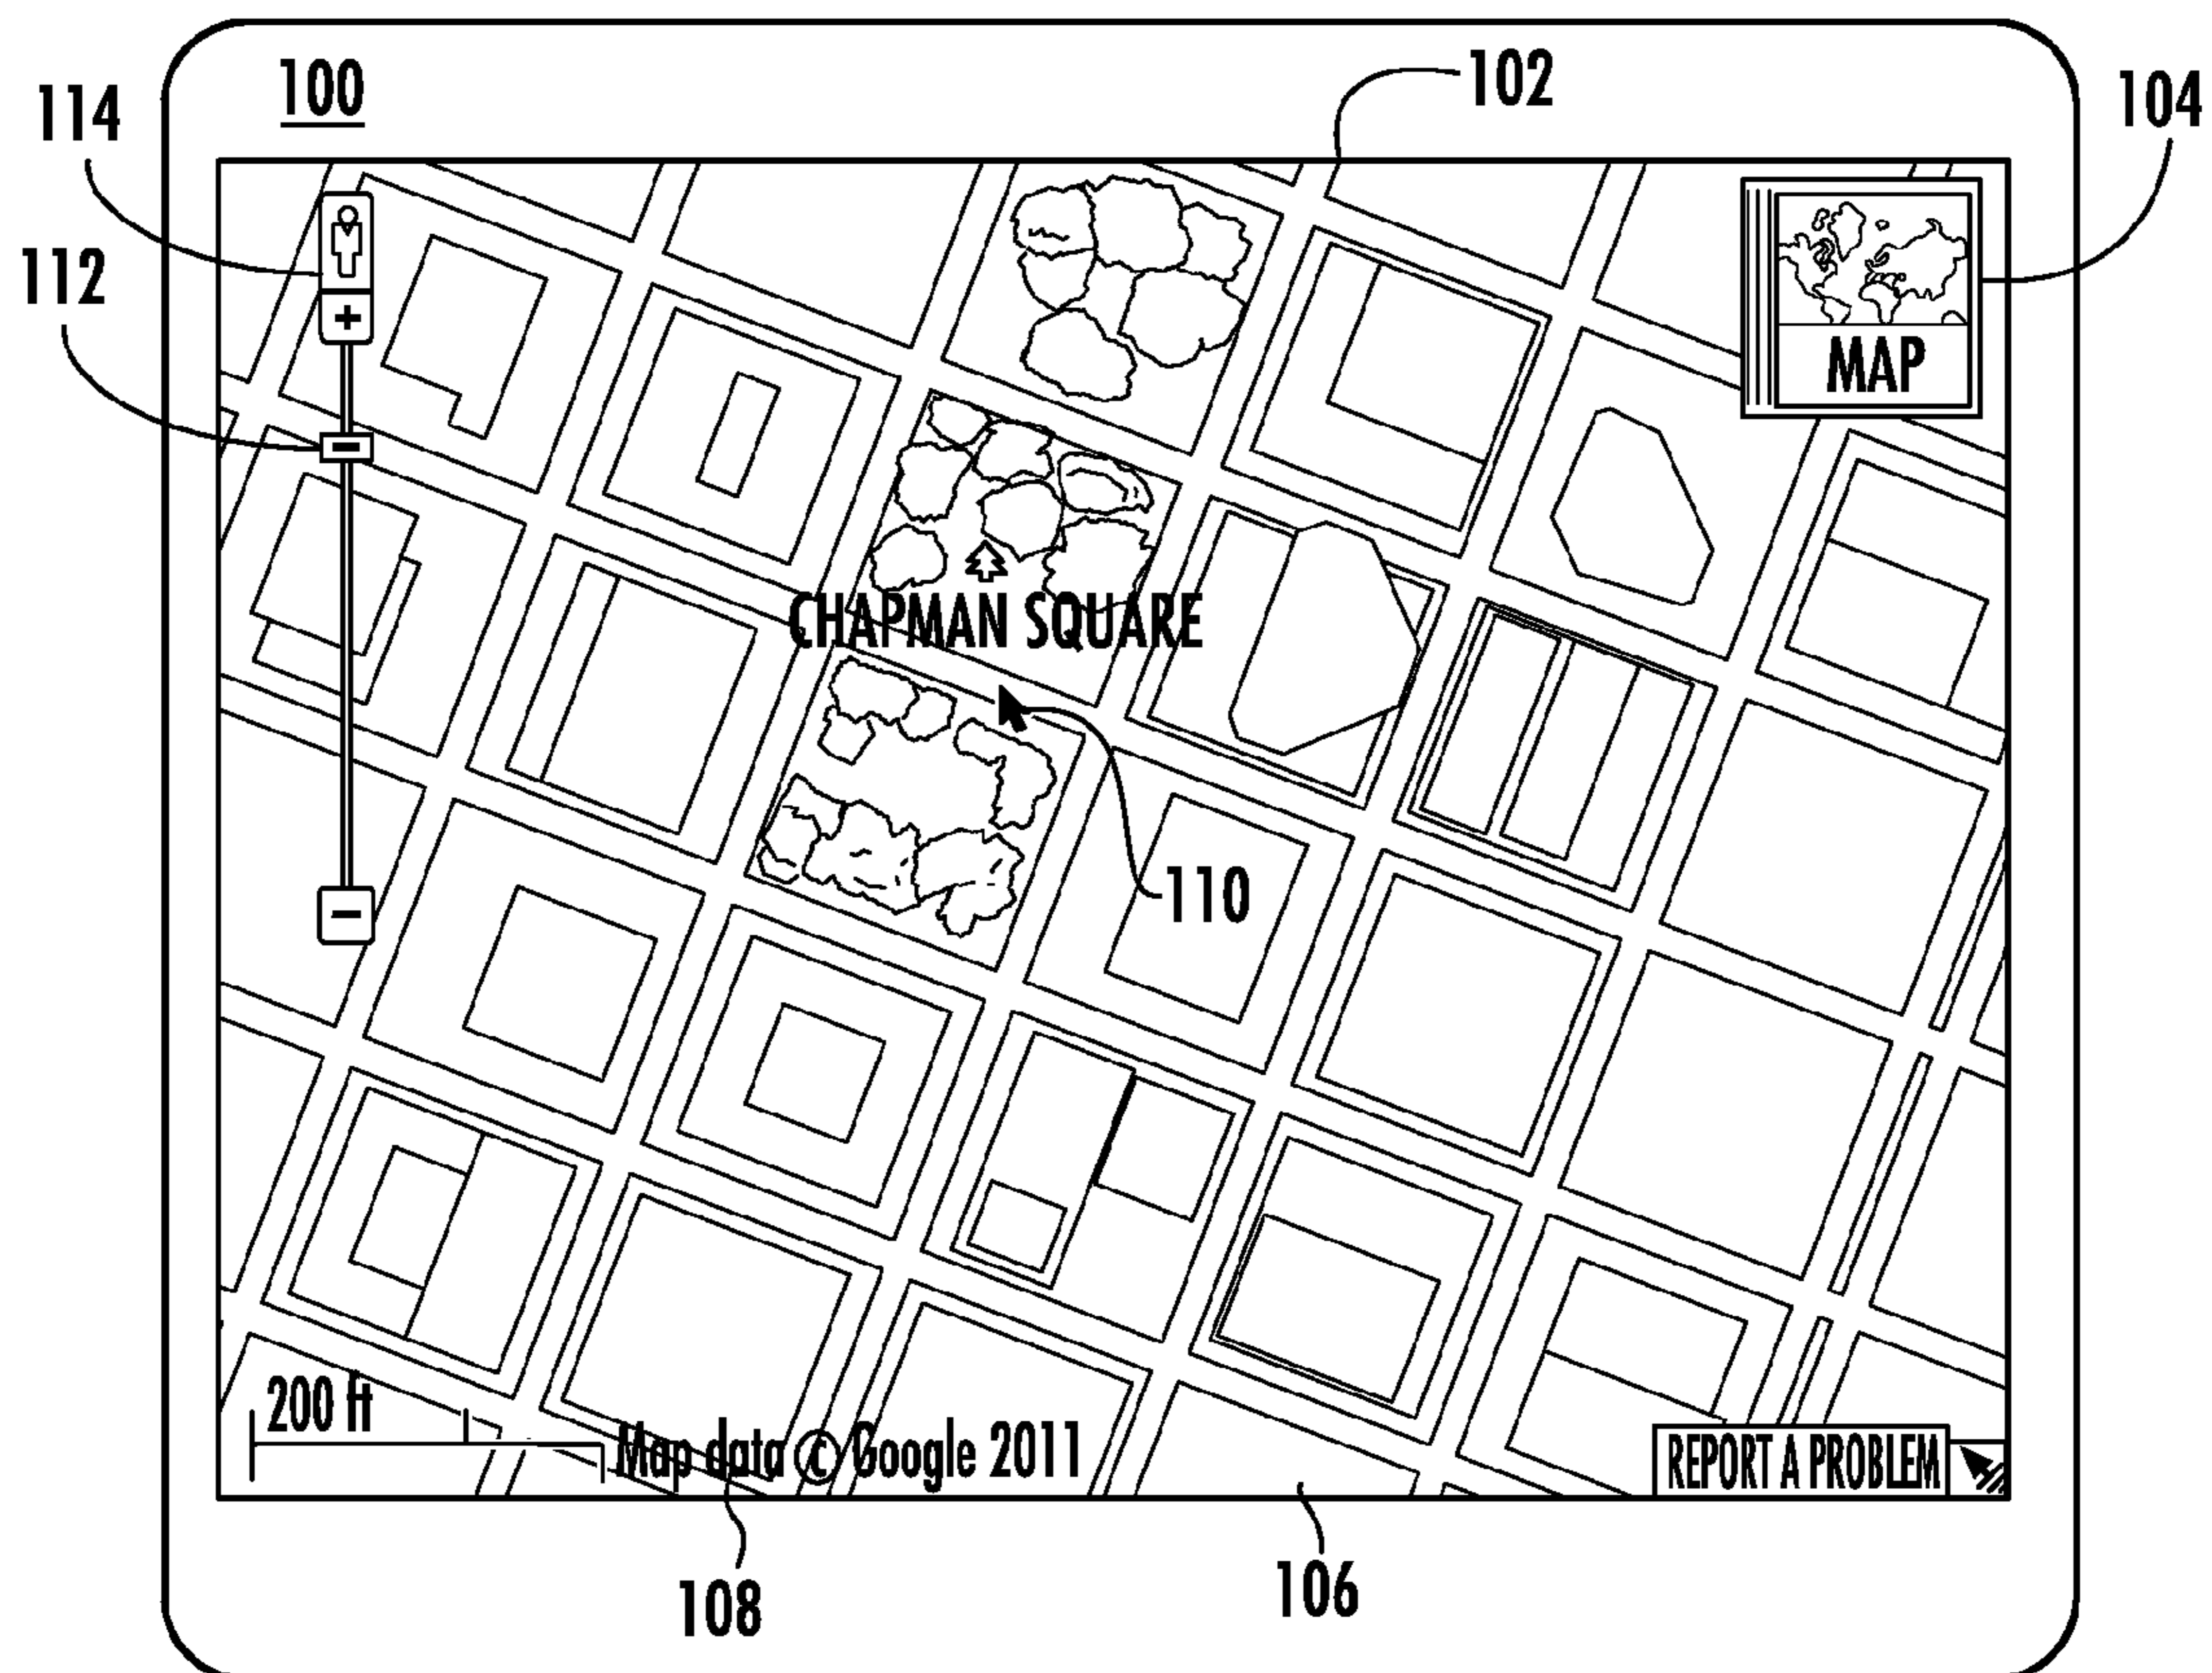 100
102
104
114
112
+
MAP
CHAPMAN SQUARE
110
−
200 ft
Map data © Google 2011
REPORT A PROBLEM
108
106